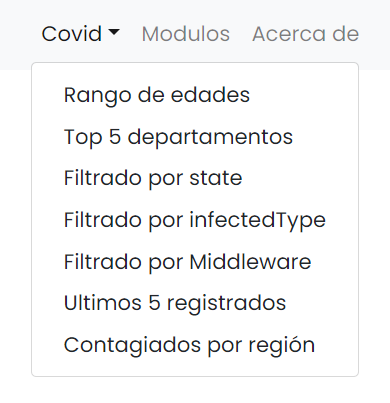 Covid Modulos Acerca de
Rango de edades
Top 5 departamentos
Filtrado por state
Filtrado por infectedType
Filtrado por Middleware
Ultimos 5 registrados
Contagiados por región